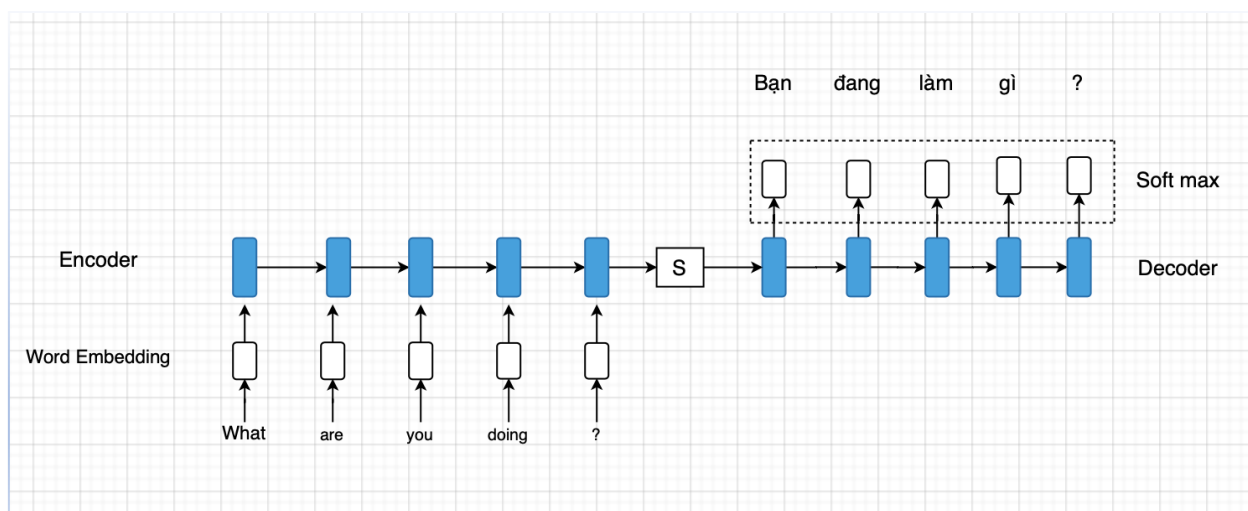 Bạn đang làm gì ?
Soft max
Encoder
S
Decoder
Word Embedding
What are you doing ?